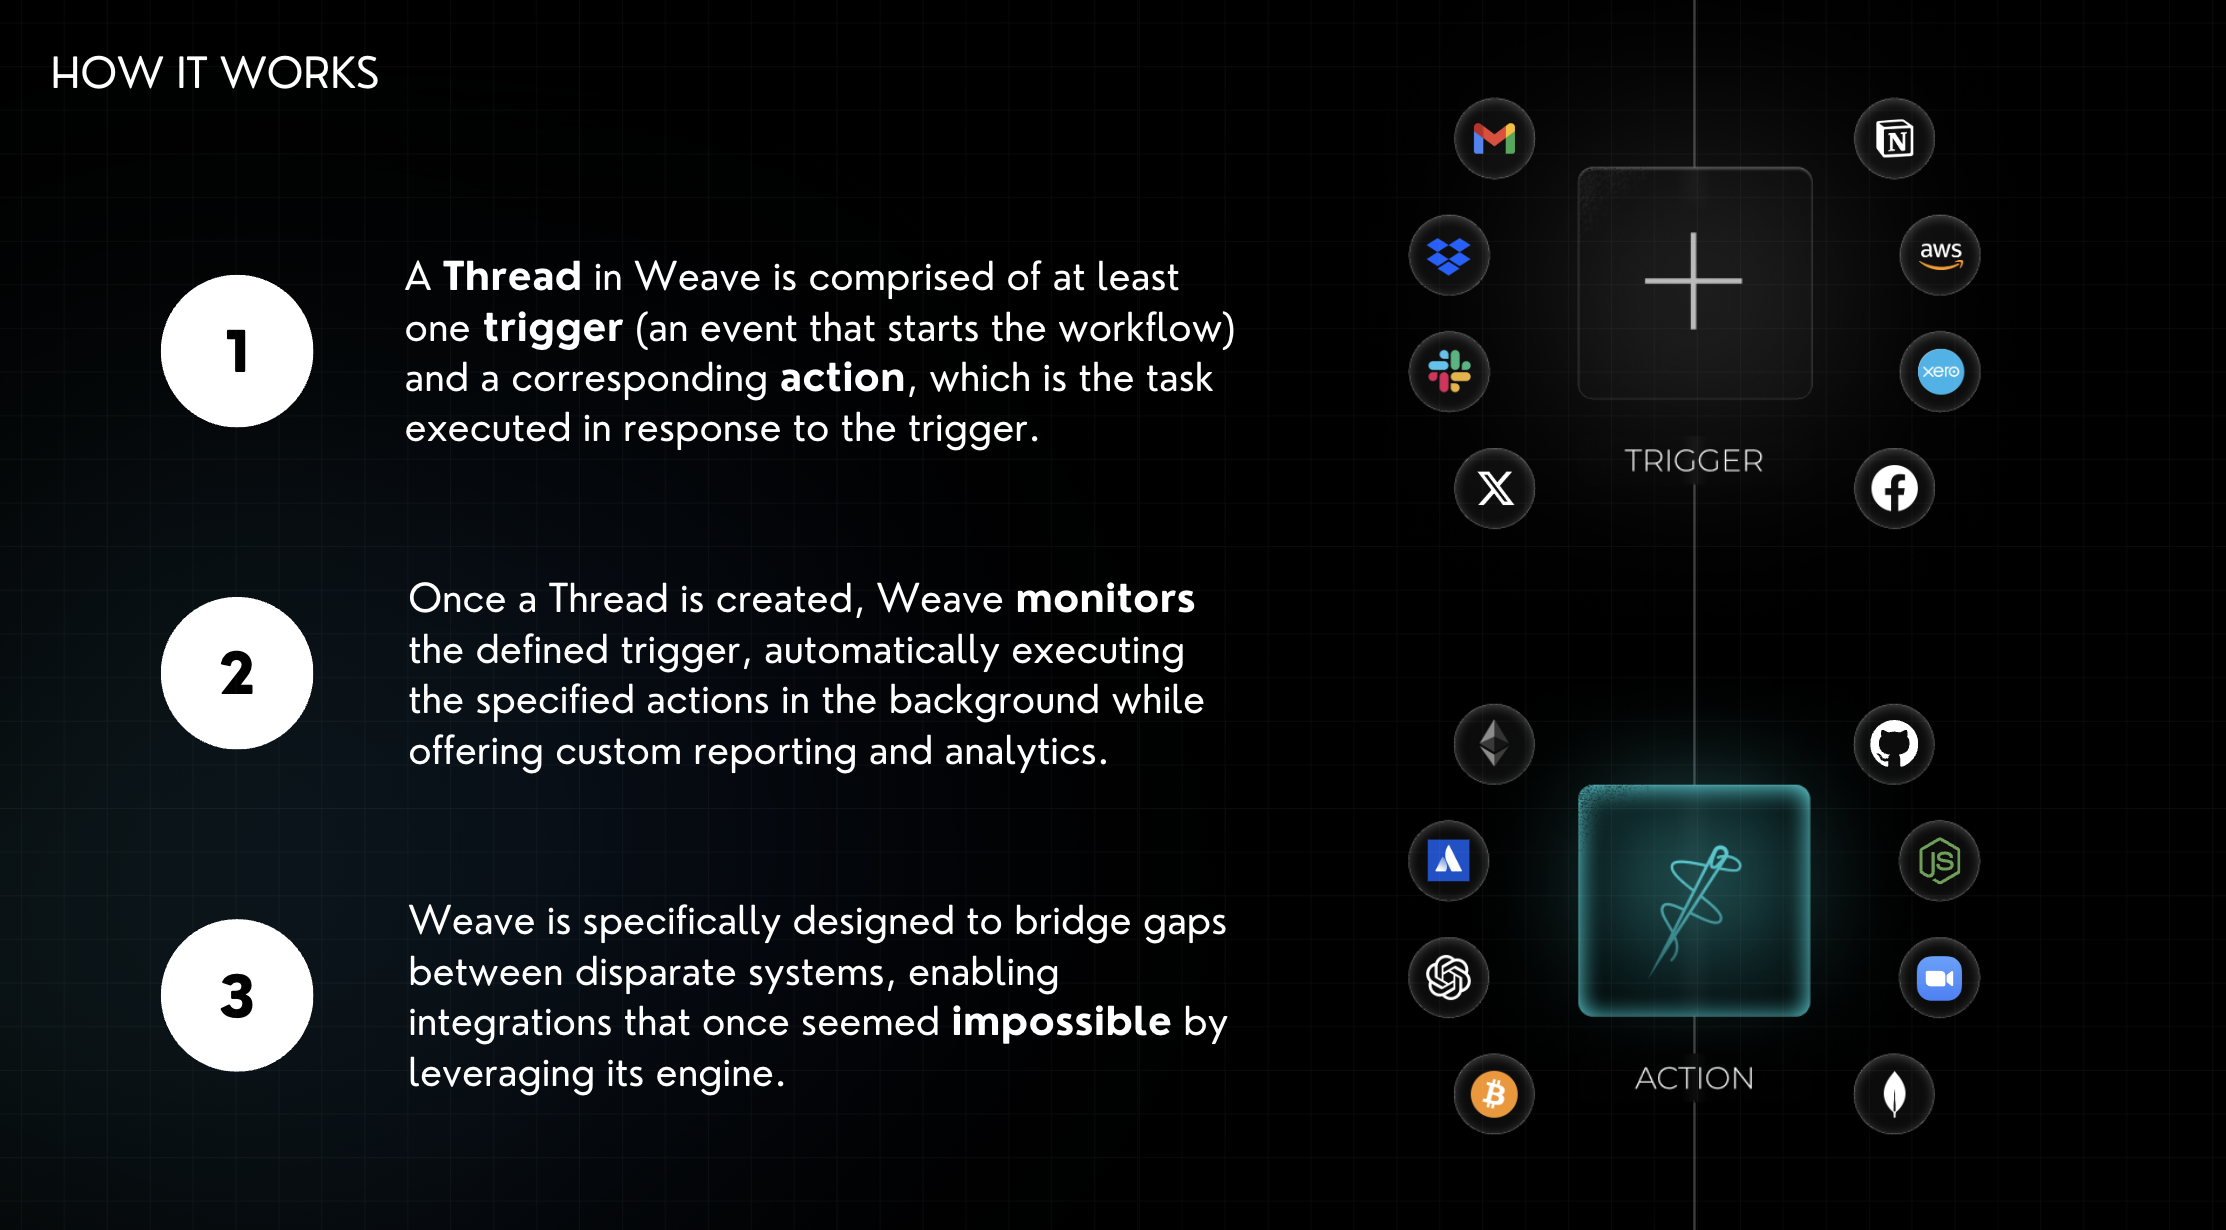 HOW IT WORKS
1
A Thread in Weave is comprised of at least
one trigger (an event that starts the workflow)
and a corresponding action, which is the task
executed in response to the trigger.
2
Once a Thread is created, Weave monitors
the defined trigger, automatically executing
the specified actions in the background while
offering custom reporting and analytics.
3
Weave is specifically designed to bridge gaps
between disparate systems, enabling
integrations that once seemed impossible by
leveraging its engine.
N
aws
xero
X
f
TRIGGER
JS
ACTION